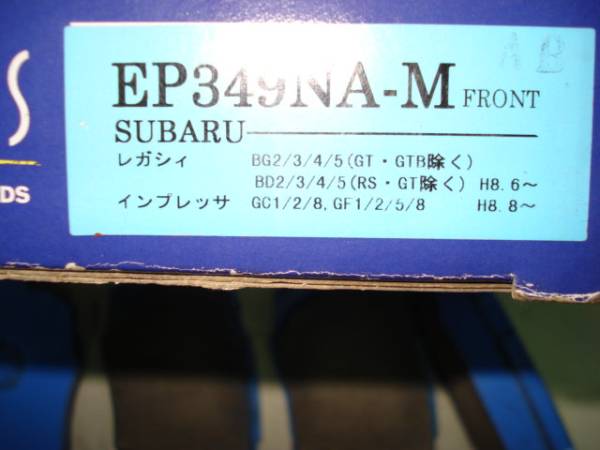 AB
EP349NA-M FRONT
SUBARU
レガシィ BG2/3/4/5(GT・GTB除く)
BD2/3/4/5(RS・GT除く) H8.6～
インプレッサ GC1/2/8,GF1/2/5/8 H8.8～
S
DS